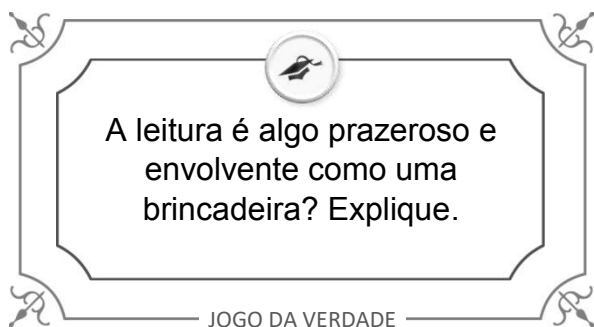 A leitura é algo prazeroso e
envolvente como uma
brincadeira? Explique.
JOGO DA VERDADE